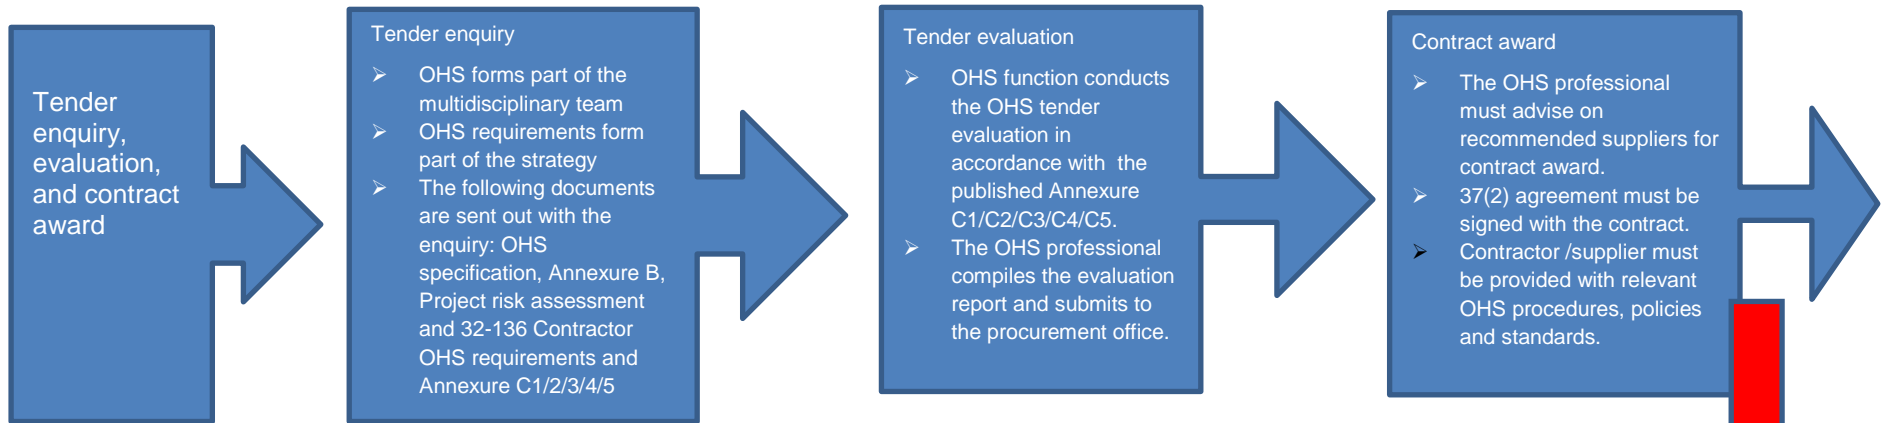 Tender
enquiry,
evaluation,
and contract
award
Tender enquiry
➢ OHS forms part of the
multidisciplinary team
➢ OHS requirements form
part of the strategy
➢ The following documents
are sent out with the
enquiry: OHS
specification, Annexure B,
Project risk assessment
and 32-136 Contractor
OHS requirements and
Annexure C1/2/3/4/5
Tender evaluation
➢ OHS function conducts
the OHS tender
evaluation in
accordance with the
published Annexure
C1/C2/C3/C4/C5.
➢ The OHS professional
compiles the evaluation
report and submits to
the procurement office.
Contract award
➢ The OHS professional
must advise on
recommended suppliers for
contract award.
➢ 37(2) agreement must be
signed with the contract.
➢ Contractor /supplier must
be provided with relevant
OHS procedures, policies
and standards.